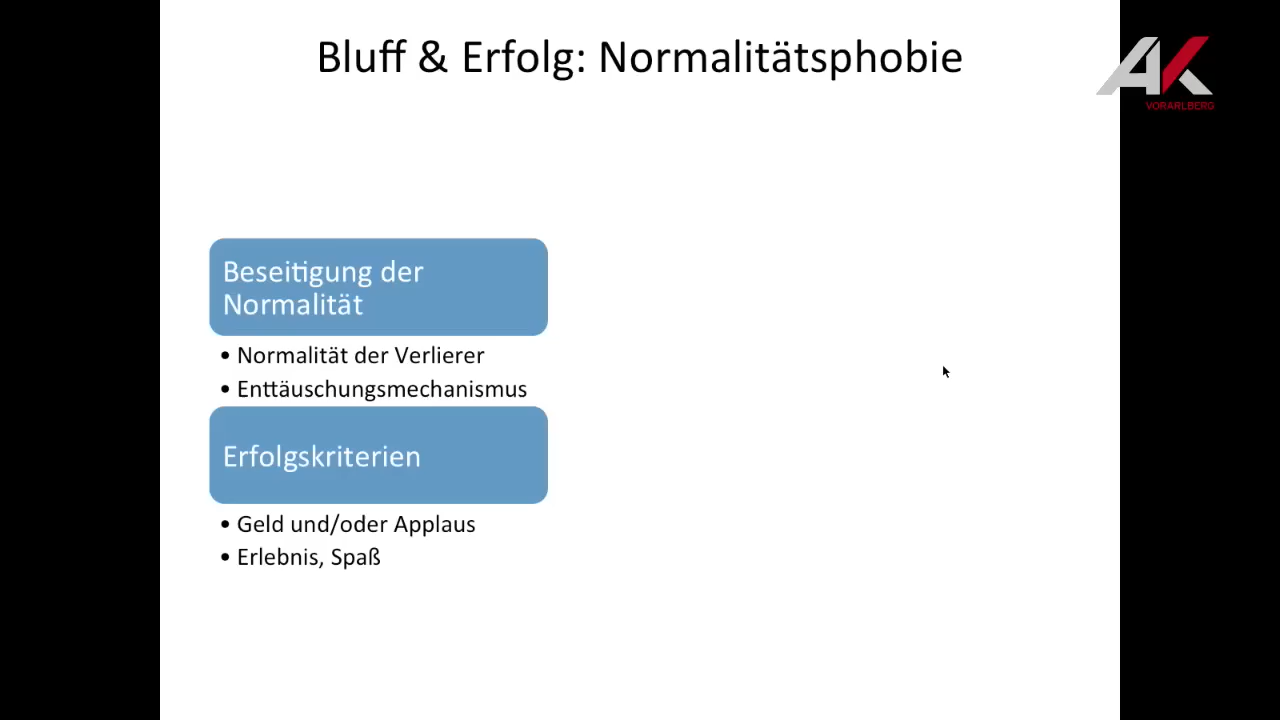 Bluff & Erfolg: Normalitätsphobie
AK
VORARLBERG
Beseitigung der
Normalität
• Normalität der Verlierer
• Enttäuschungsmechanismus
Erfolgskriterien
• Geld und/oder Applaus
• Erlebnis, Spaß